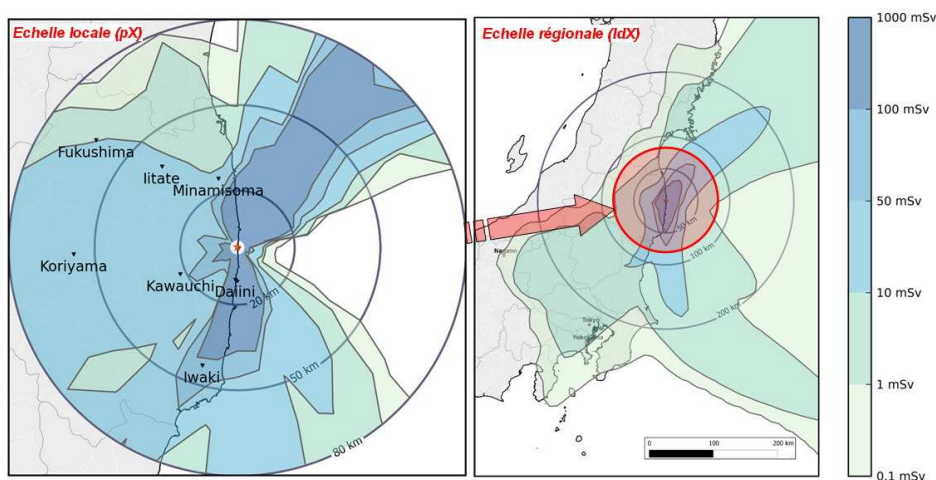 Echelle locale (pX)
Fukushima
Iitate
Minamisoma
Koriyama
Kawauchi
Daiini
20 km
50 km
Iwaki
80 km
Echelle régionale (ldX)
50 km
100 km
Nagano
200 km
Tokyo
Yokohama
0 100 200 km
1000 mSv
100 mSv
50 mSv
10 mSv
1 mSv
0.1 mSv